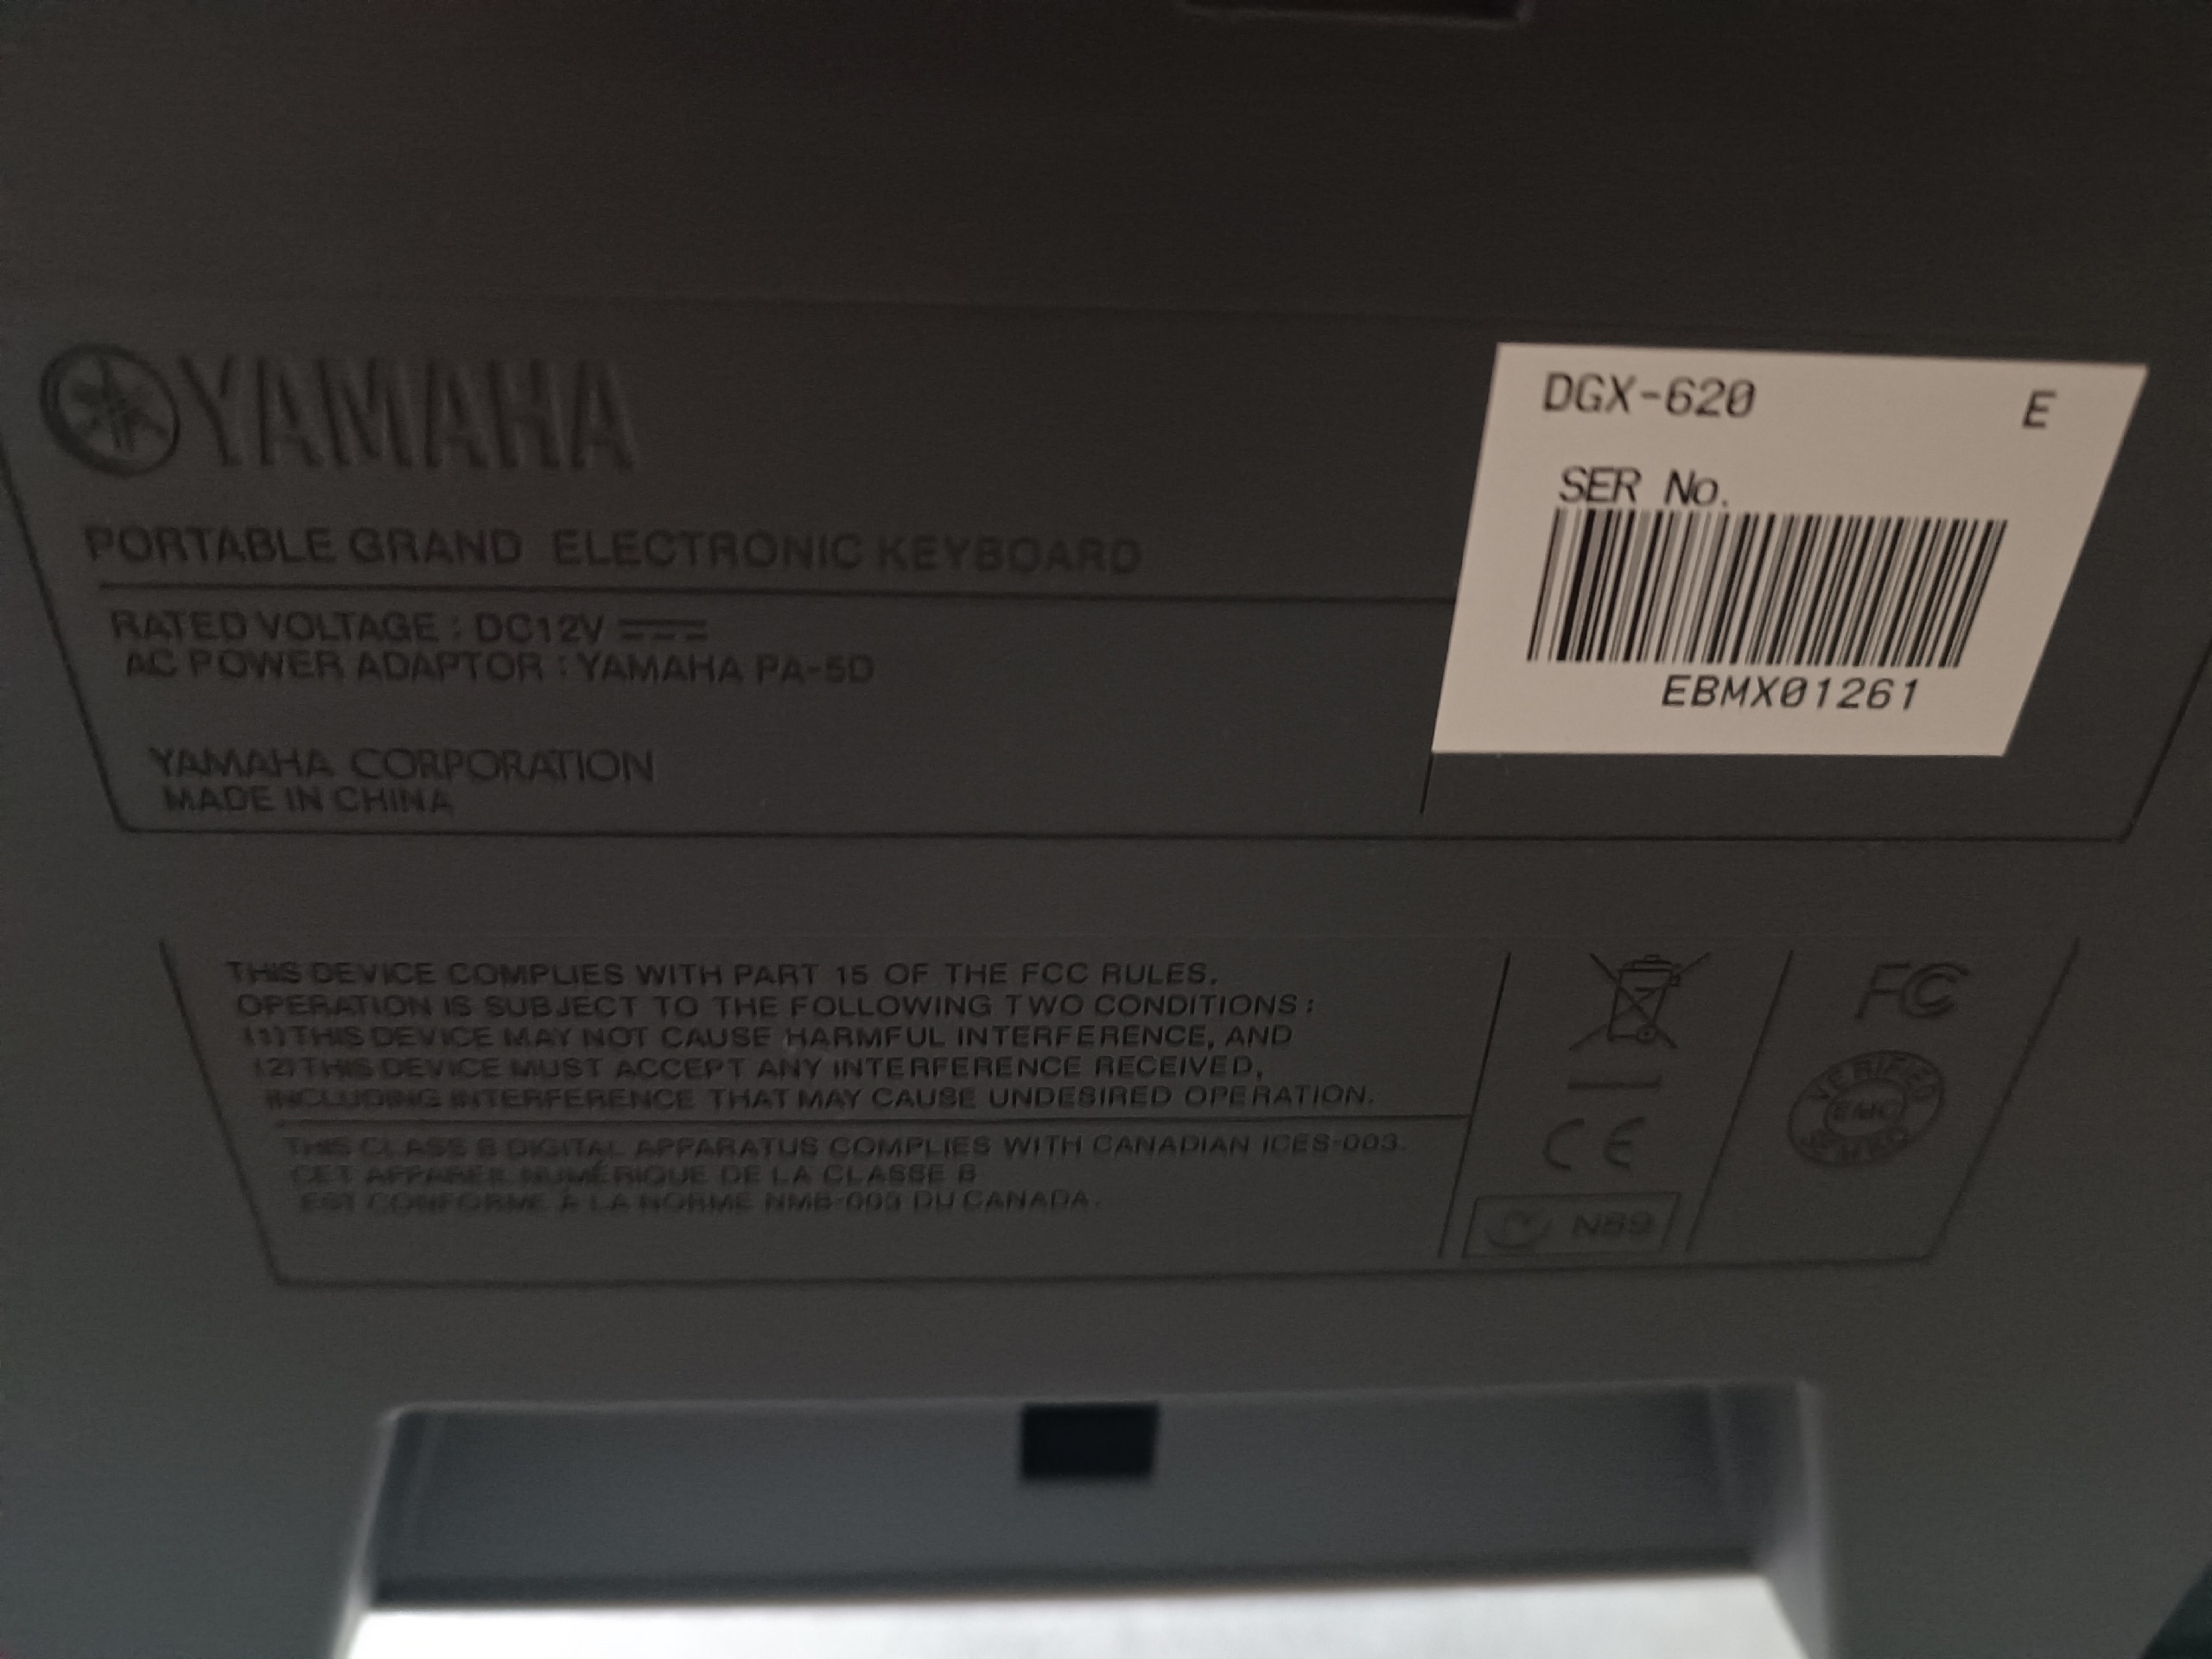 YAMAHA
PORTABLE GRAND ELECTRONIC KEYBOARD
RATED VOLTAGE : DC12V
AC POWER ADAPTOR : YAMAHA PA-5D
YAMAHA CORPORATION
MADE IN CHINA
DGX-620 E
SER No.
EBMX01261
THIS DEVICE COMPLIES WITH PART 15 OF THE FCC RULES.
OPERATION IS SUBJECT TO THE FOLLOWING TWO CONDITIONS :
(1) THIS DEVICE MAY NOT CAUSE HARMFUL INTERFERENCE, AND
(2) THIS DEVICE MUST ACCEPT ANY INTERFERENCE RECEIVED,
INCLUDING INTERFERENCE THAT MAY CAUSE UNDESIRED OPERATION.
THIS CLASS B DIGITAL APPARATUS COMPLIES WITH CANADIAN ICES-003.
CET APPAREIL NUMÉRIQUE DE LA CLASSE B
EST CONFORME À LA NORME NMB-003 DU CANADA.
CE
N89
FC
VERIFIED
EMC